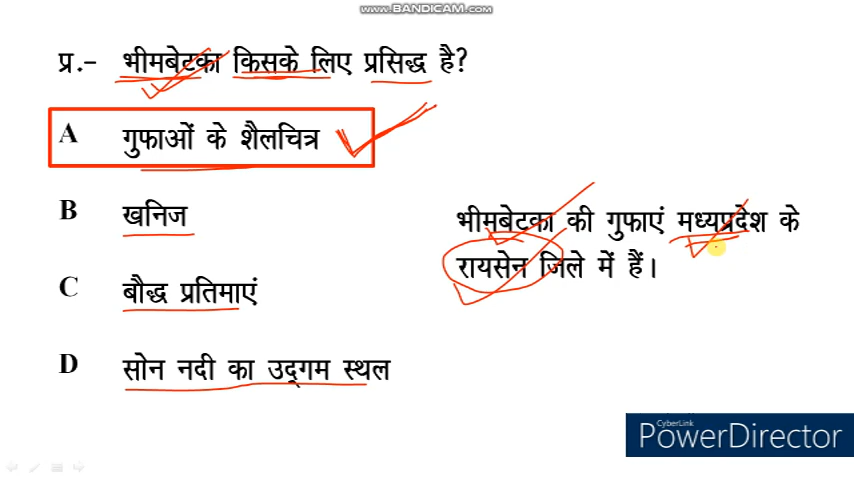 www.BANDICAM.com
प्र.- भीमबेटका किसके लिए प्रसिद्ध है?
A गुफाओं के शैलचित्र
B खनिज
भीमबेटका की गुफाएं मध्यप्रदेश के
रायसेन जिले में हैं।
C बौद्ध प्रतिमाएं
D सोन नदी का उद्गम स्थल
CyberLink
PowerDirector